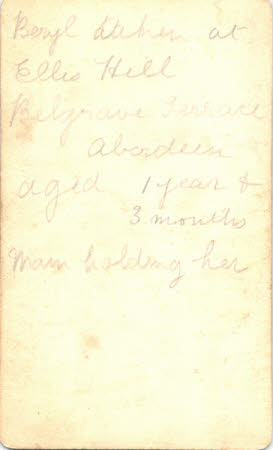 Beryl taken at
Ellis Hill
Belgrave Terrace
Aberdeen
aged 1 year &
3 months
Mam holding her